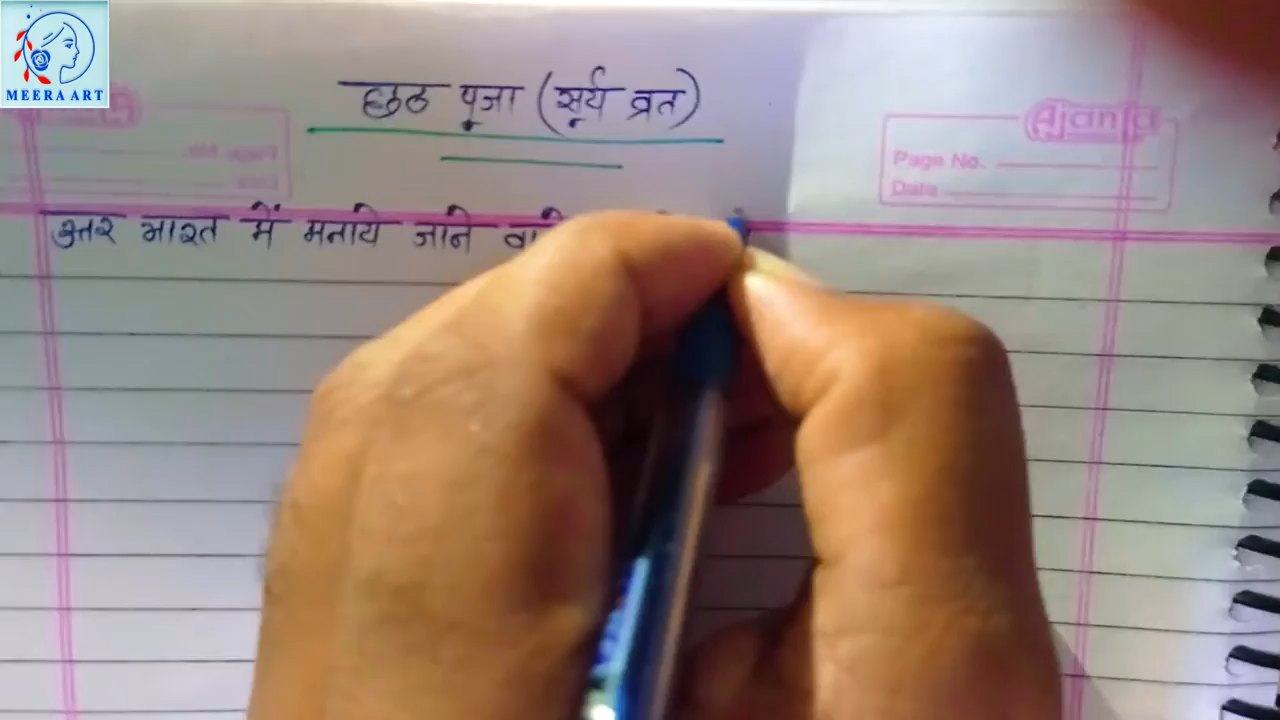 MEERA ART
छठ पूजा (सूर्य व्रत)
Ajanta
Page No.
Date
उत्तर भारत में मनाये जाने